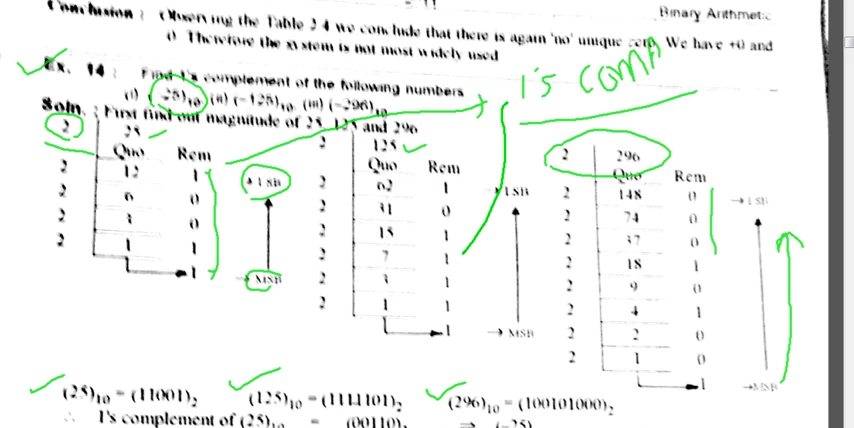 Binary Arithmetic
Conclusion : Observing the Table 2.4 we conclude that there is again 'no' unique zero. We have +0 and
Therefore the system is not most widely used
Ex. 14 : Find 1's complement of the following numbers
(i) (-25)10 (ii) (-125)10 (iii) (-296)10
1's COMP
Soln. : First find out magnitude of 25, 125 and 296
2 25
Quo Rem
2 12 1
2 6 0
2 3 0
2 1 1
1
LSB
MSB
2 125
Quo Rem
2 62 1
2 31 0
2 15 1
2 7 1
2 3 1
2 1 1
1
LSB
MSB
2 296
Quo Rem
2 148 0
2 74 0
2 37 0
2 18 1
2 9 0
2 4 1
2 2 0
2 1 0
1
LSB
MSB
(25)10 = (11001)2 (125)10 = (1111101)2 (296)10 = (100101000)2
∴ 1's complement of (25)10 = (00110)2 ⇒ (-25)